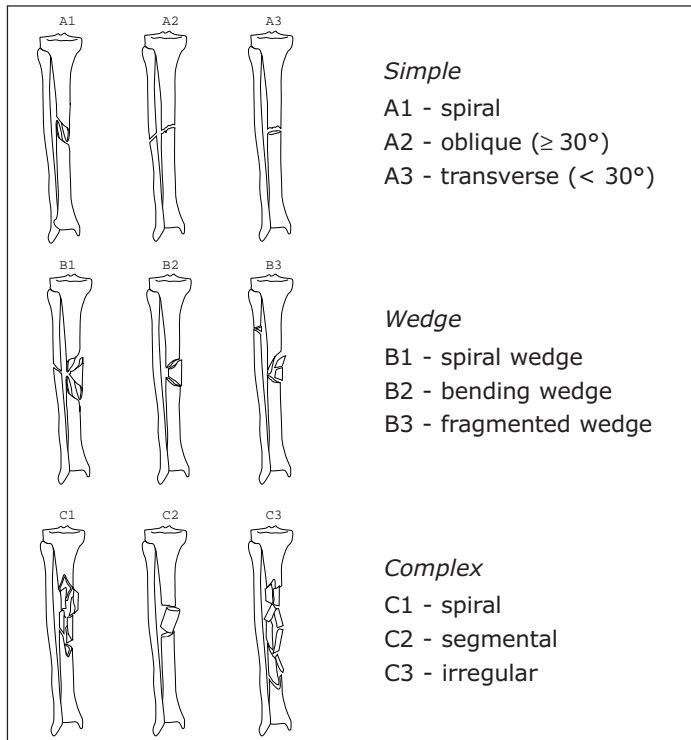 A1 A2 A3
Simple
A1 - spiral
A2 - oblique (≥ 30°)
A3 - transverse (< 30°)
B1 B2 B3
Wedge
B1 - spiral wedge
B2 - bending wedge
B3 - fragmented wedge
C1 C2 C3
Complex
C1 - spiral
C2 - segmental
C3 - irregular